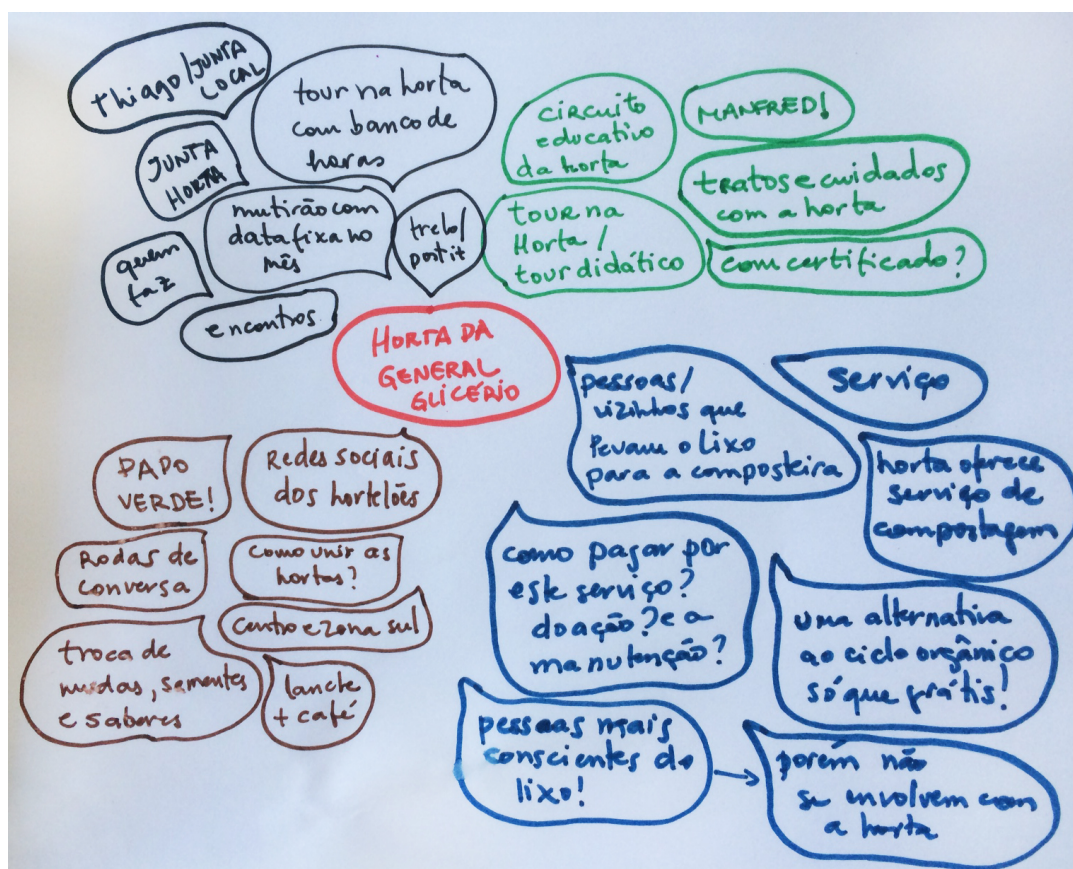 Thiago/JUNTA
LOCAL
tour na horta
com banco de
horas
JUNTA
HORTA
mutirão com
data fixa no
mês
trelo/
postit
quem
faz
encontros
CIRCUITO
educativo
da horta
MANFRED!
tratos e cuidados
com a horta
TOUR NA
Horta /
tour didático
com certificado?
HORTA DA
GENERAL
GLICÉRIO
PAPO
VERDE!
Redes sociais
dos hortelões
Rodas de
conversa
como unir as
hortas?
Centro e zona sul
troca de
mudas, sementes
e sabores
lanche
+ café
pessoas/
vizinhos que
levam o lixo
para a composteira
Serviço
horta oferece
serviço de
compostagem
como pagar por
este serviço?
doação? e a
manutenção?
uma alternativa
ao ciclo orgânico
só que grátis!
pessoas mais
conscientes do
lixo!
porém não
se envolvem com
a horta